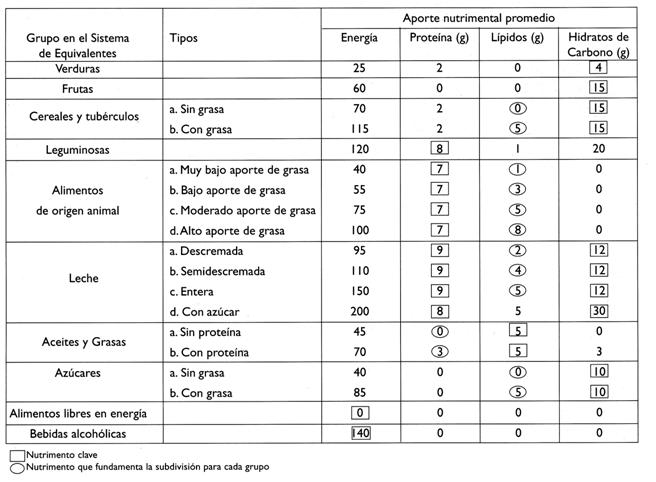 Aporte nutrimental promedio
Grupo en el Sistema de Equivalentes Tipos Energía Proteína (g) Lípidos (g) Hidratos de Carbono (g)
Verduras 25 2 0 4
Frutas 60 0 0 15
Cereales y tubérculos a. Sin grasa 70 2 0 15
b. Con grasa 115 2 5 15
Leguminosas 120 8 1 20
Alimentos de origen animal a. Muy bajo aporte de grasa 40 7 1 0
b. Bajo aporte de grasa 55 7 3 0
c. Moderado aporte de grasa 75 7 5 0
d. Alto aporte de grasa 100 7 8 0
Leche a. Descremada 95 9 2 12
b. Semidescremada 110 9 4 12
c. Entera 150 9 5 12
d. Con azúcar 200 8 5 30
Aceites y Grasas a. Sin proteína 45 0 5 0
b. Con proteína 70 3 5 3
Azúcares a. Sin grasa 40 0 0 10
b. Con grasa 85 0 5 10
Alimentos libres en energía 0 0 0 0
Bebidas alcohólicas 140 0 0 0
Nutrimento clave
Nutrimento que fundamenta la subdivisión para cada grupo